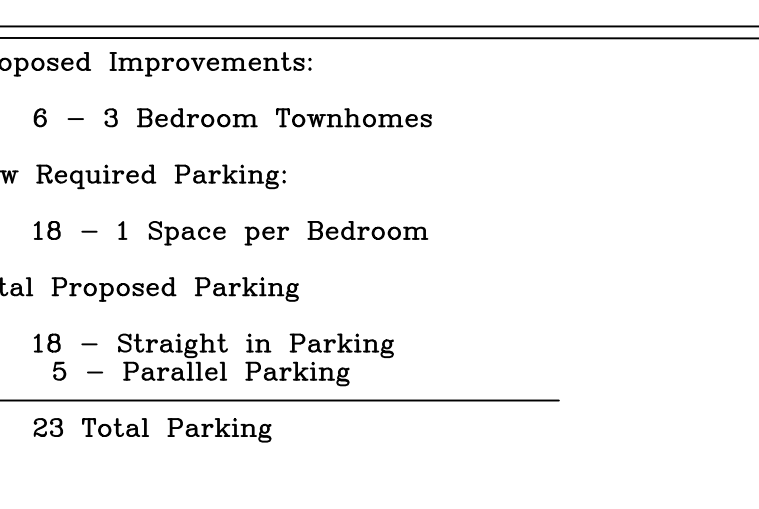 oposed Improvements:
6 – 3 Bedroom Townhomes
w Required Parking:
18 – 1 Space per Bedroom
tal Proposed Parking
18 – Straight in Parking
5 – Parallel Parking
23 Total Parking